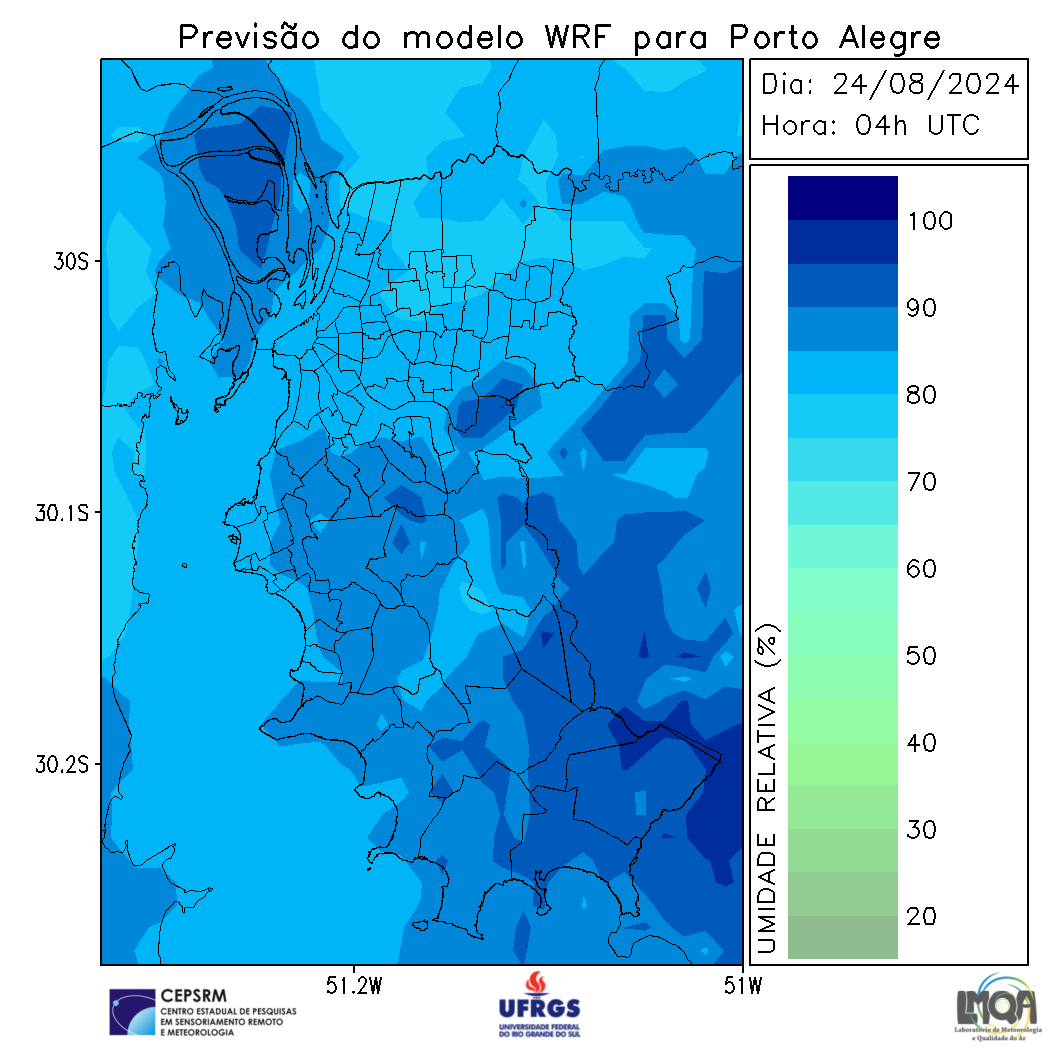 Previsão do modelo WRF para Porto Alegre
Dia: 24/08/2024
Hora: 04h UTC
30S
30.1S
30.2S
51.2W
51W
100
90
80
70
60
50
40
30
20
UMIDADE RELATIVA (%)
CEPSRM
CENTRO ESTADUAL DE PESQUISAS
EM SENSORIAMENTO REMOTO
E METEOROLOGIA
UFRGS
UNIVERSIDADE FEDERAL
DO RIO GRANDE DO SUL
LMQA
Laboratório de Meteorologia
e Qualidade do Ar